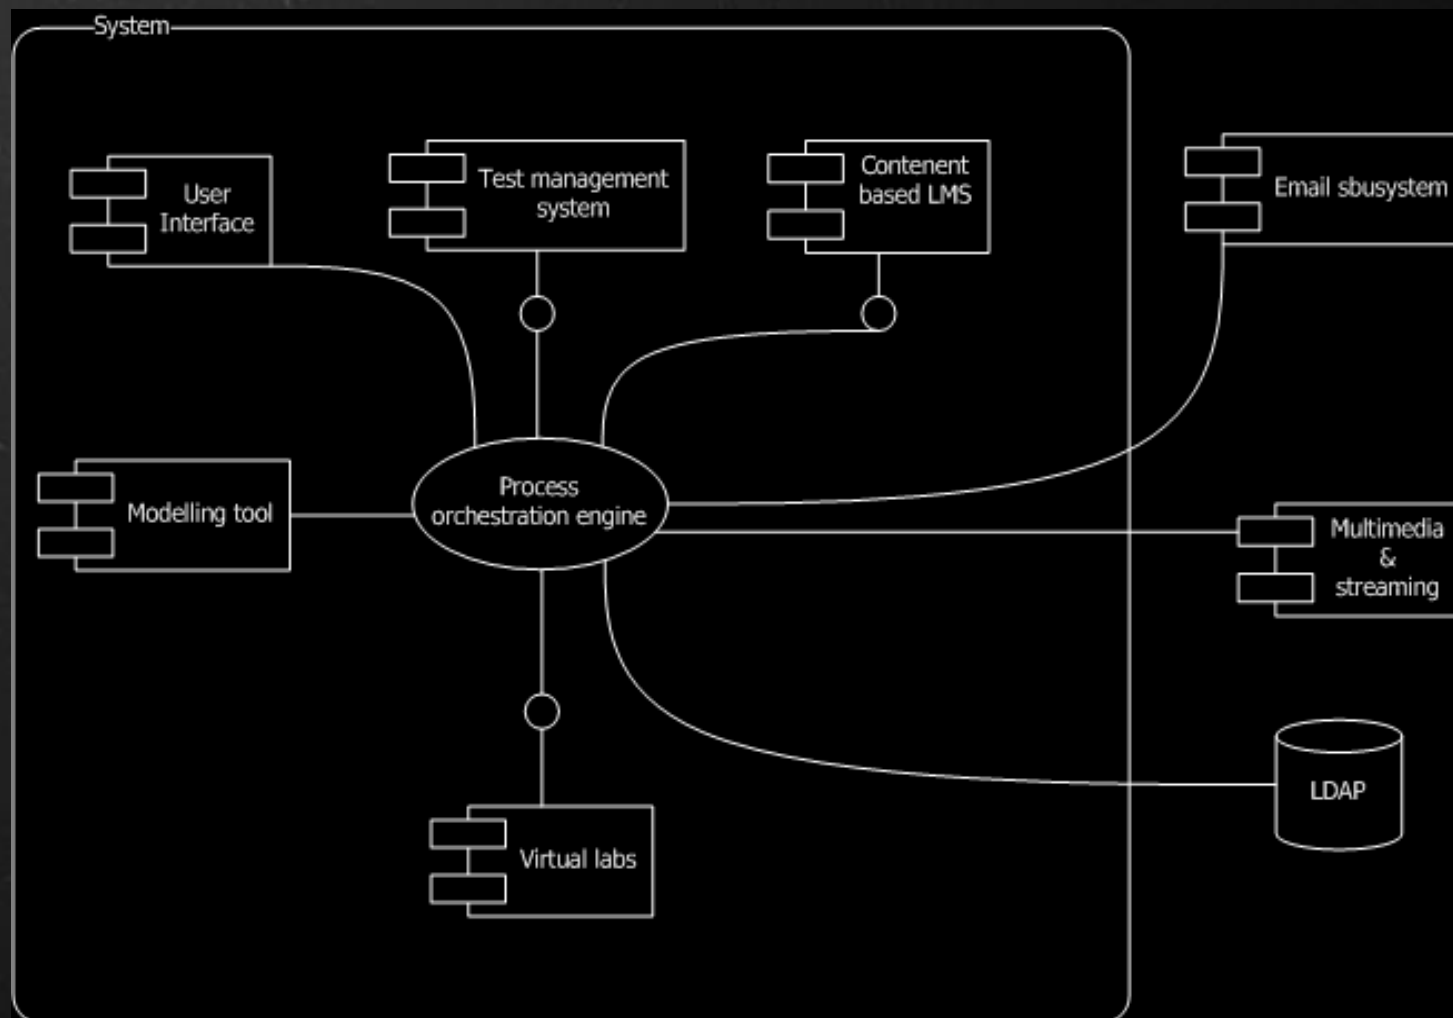 System
User
Interface
Test management
system
Contenent
based LMS
Email sbusystem
Modelling tool
Process
orchestration engine
Multimedia
&
streaming
LDAP
Virtual labs